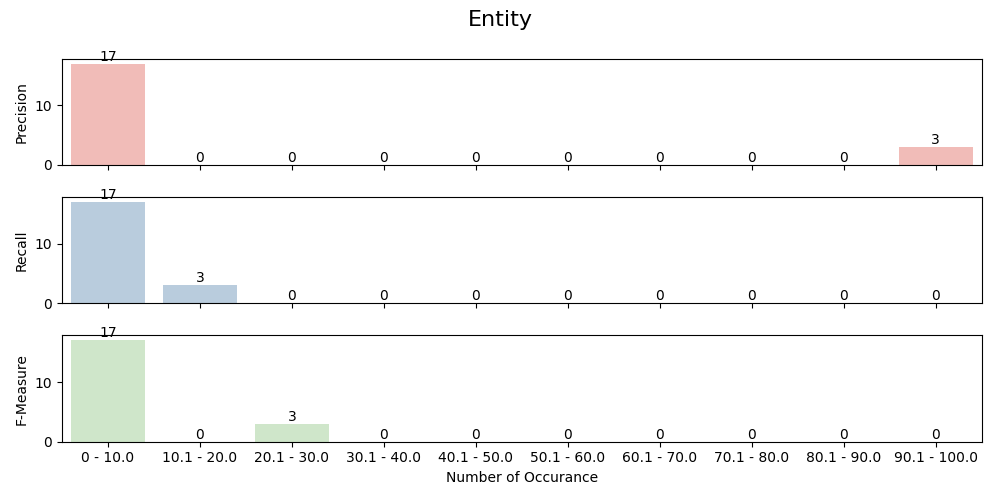 Entity
17 0 0 0 0 0 0 0 0 3
10
0
Precision
17 3 0 0 0 0 0 0 0 0
10
0
Recall
17 0 3 0 0 0 0 0 0 0
10
0
F-Measure
0 - 10.0 10.1 - 20.0 20.1 - 30.0 30.1 - 40.0 40.1 - 50.0 50.1 - 60.0 60.1 - 70.0 70.1 - 80.0 80.1 - 90.0 90.1 - 100.0
Number of Occurance